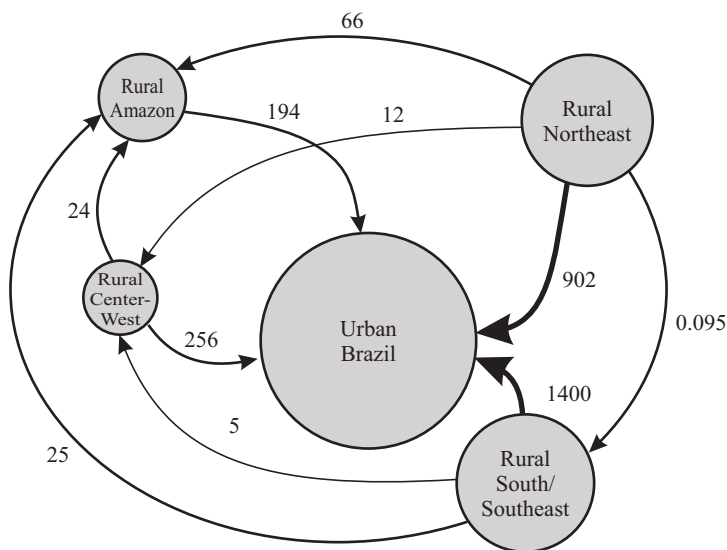 66
Rural
Amazon
194
12
Rural
Northeast
24
Rural
Center-
West
256
Urban
Brazil
902
0.095
1400
5
25
Rural
South/
Southeast